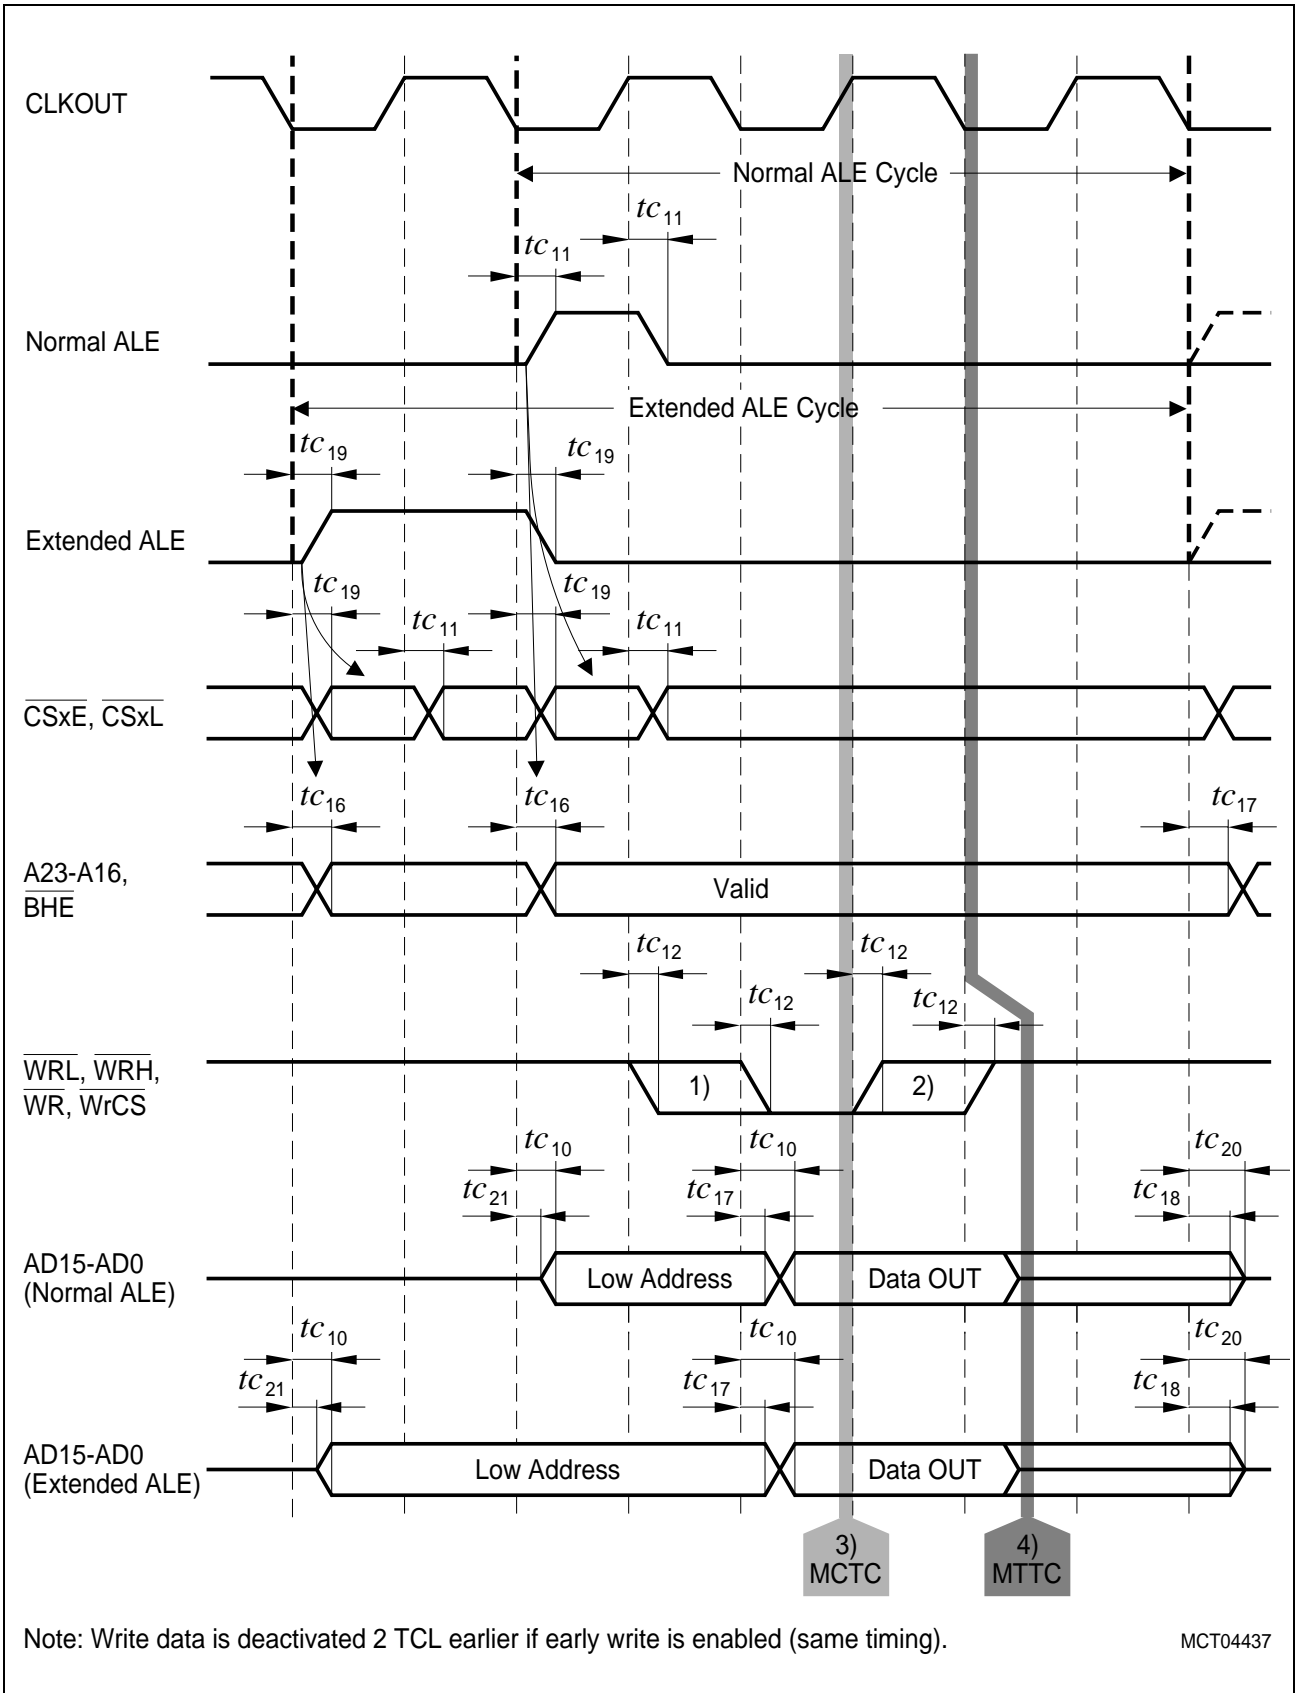 CLKOUT
Normal ALE Cycle
tc11
tc11
Normal ALE
Extended ALE Cycle
tc19
tc19
Extended ALE
tc19
tc19
tc11
tc11
CSxE, CSxL
tc16
tc16
tc17
A23-A16,
BHE
Valid
tc12
tc12
tc12
tc12
WRL, WRH,
WR, WrCS
1)
2)
tc10
tc10
tc20
tc21
tc17
tc18
AD15-AD0
(Normal ALE)
Low Address
Data OUT
tc10
tc10
tc20
tc21
tc17
tc18
AD15-AD0
(Extended ALE)
Low Address
Data OUT
3)
MCTC
4)
MTTC
Note: Write data is deactivated 2 TCL earlier if early write is enabled (same timing).
MCT04437